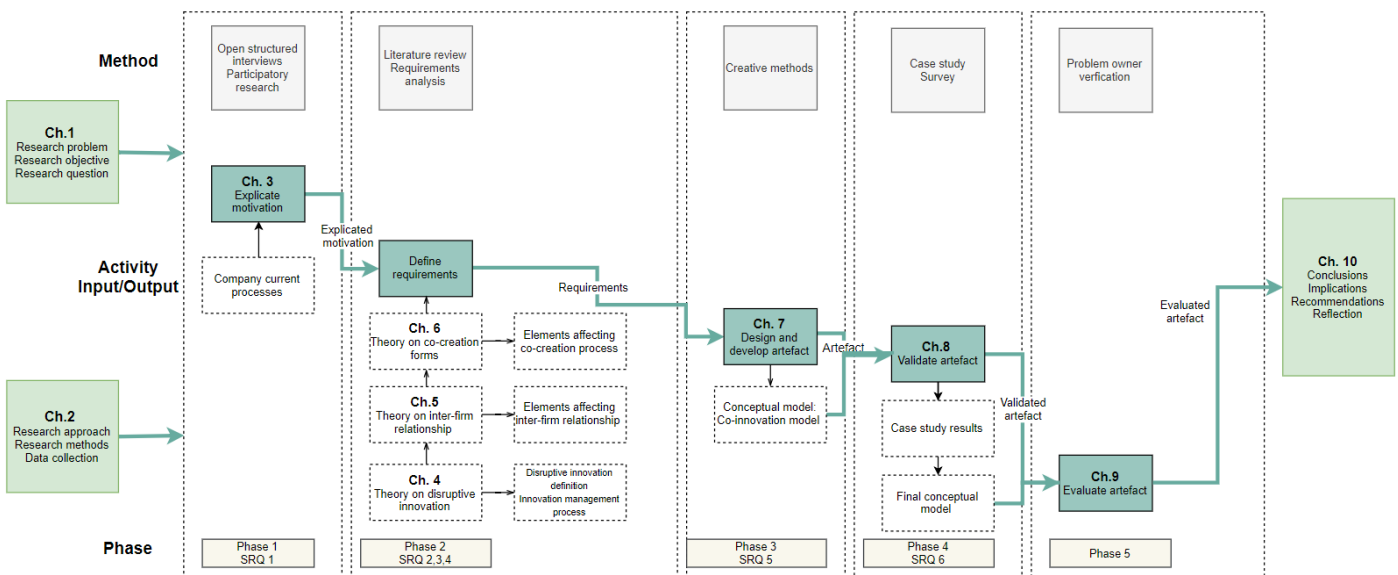 Method
Open structured
interviews
Participatory
research
Literature review
Requirements
analysis
Creative methods
Case study
Survey
Problem owner
verfication
Ch.1
Research problem
Research objective
Research question
Activity
Input/Output
Ch. 3
Explicate
motivation
Company current
processes
Explicated
motivation
Define
requirements
Requirements
Ch. 6
Theory on co-creation
forms
Elements affecting
co-creation process
Ch.5
Theory on inter-firm
relationship
Elements affecting
inter-firm relationship
Ch. 4
Theory on disruptive
innovation
Disruptive innovation
definition
Innovation management
process
Ch. 7
Design and
develop artefact
Artefact
Conceptual model:
Co-innovation model
Ch.8
Validate artefact
Validated
artefact
Case study results
Final conceptual
model
Ch.9
Evaluate artefact
Evaluated
artefact
Ch. 10
Conclusions
Implications
Recommendations
Reflection
Ch.2
Research approach
Research methods
Data collection
Phase
Phase 1
SRQ 1
Phase 2
SRQ 2,3,4
Phase 3
SRQ 5
Phase 4
SRQ 6
Phase 5